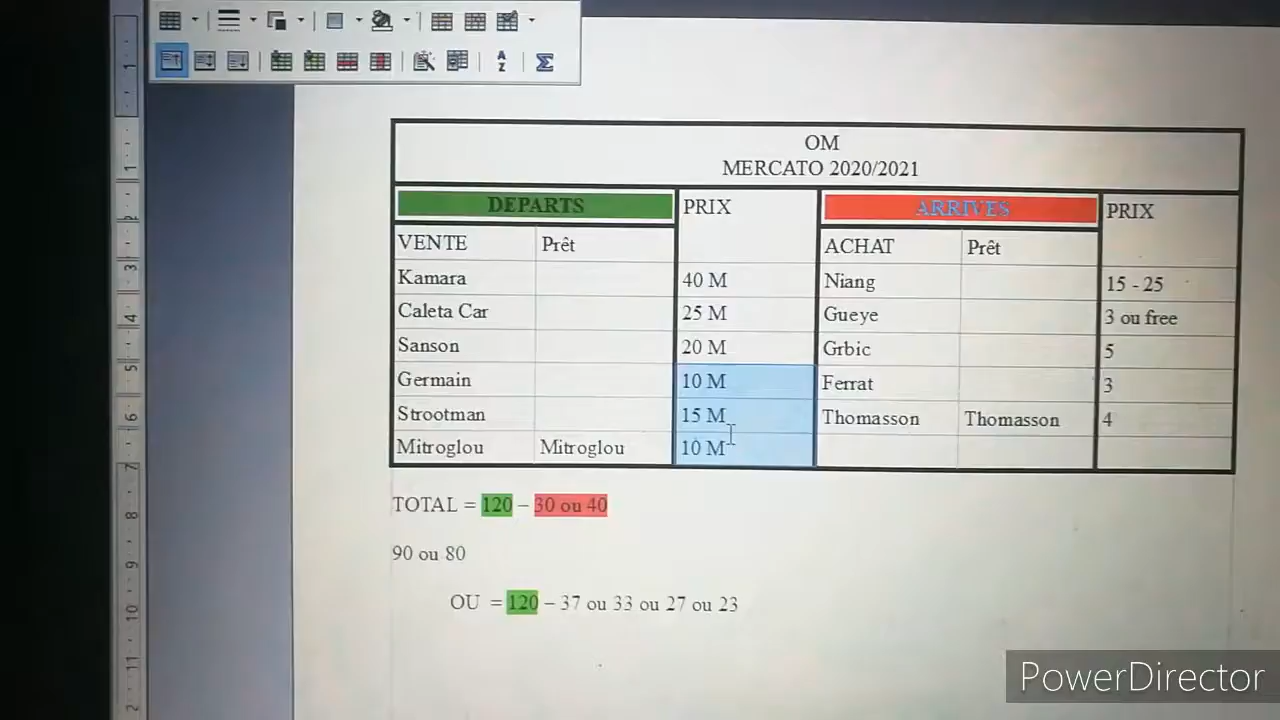 OM
MERCATO 2020/2021
DEPARTS PRIX ARRIVES PRIX
VENTE Prêt ACHAT Prêt
Kamara 40 M Niang 15 - 25
Caleta Car 25 M Gueye 3 ou free
Sanson 20 M Grbic 5
Germain 10 M Ferrat 3
Strootman 15 M Thomasson Thomasson 4
Mitroglou Mitroglou 10 M
TOTAL = 120 – 30 ou 40
90 ou 80
OU = 120 – 37 ou 33 ou 27 ou 23
PowerDirector